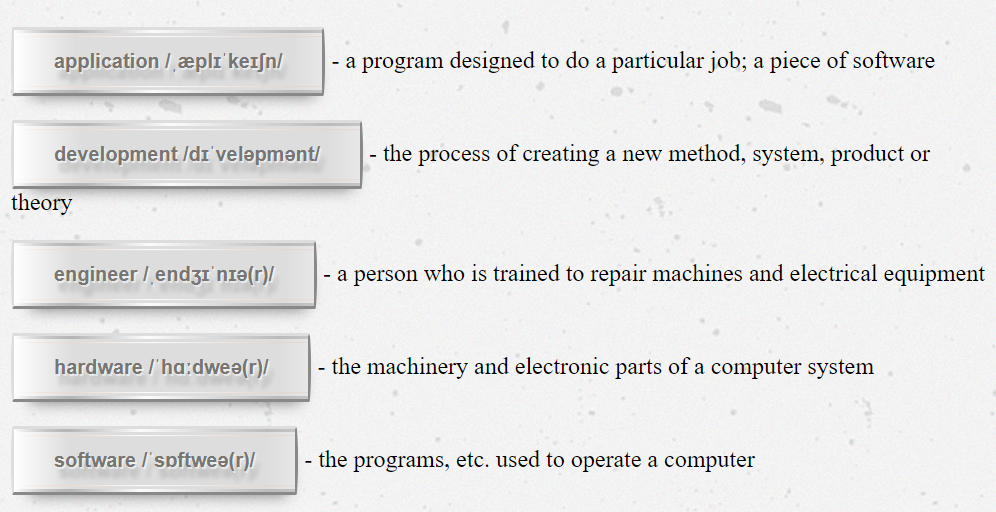 application /ˌæplɪˈkeɪʃn/ - a program designed to do a particular job; a piece of software
development /dɪˈveləpmənt/ - the process of creating a new method, system, product or
theory
engineer /ˌendʒɪˈnɪə(r)/ - a person who is trained to repair machines and electrical equipment
hardware /ˈhɑːdweə(r)/ - the machinery and electronic parts of a computer system
software /ˈsɒftweə(r)/ - the programs, etc. used to operate a computer